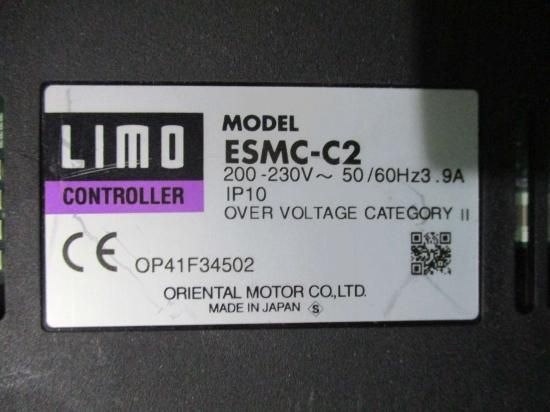 LIMO
CONTROLLER
MODEL
ESMC-C2
200-230V~ 50/60Hz3.9A
IP10
OVER VOLTAGE CATEGORY II
CE OP41F34502
ORIENTAL MOTOR CO.,LTD.
MADE IN JAPAN S